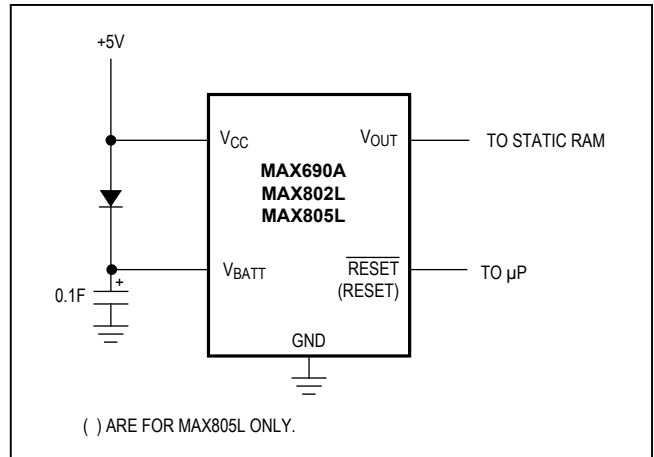 +5V
VCC
VOUT
TO STATIC RAM
MAX690A
MAX802L
MAX805L
VBATT
RESET
(RESET)
TO µP
+
0.1F
GND
( ) ARE FOR MAX805L ONLY.